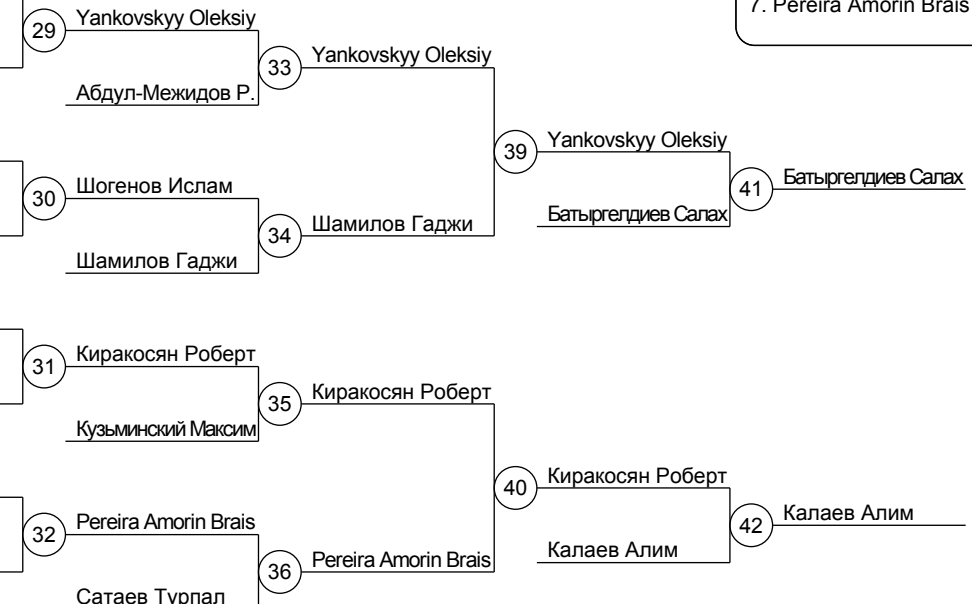 7. Pereira Amorin Brais
29 Yankovskyy Oleksiy
33 Yankovskyy Oleksiy
Абдул-Межидов Р.
39 Yankovskyy Oleksiy
41 Батыргелдиев Салах
30 Шогенов Ислам
Батыргелдиев Салах
34 Шамилов Гаджи
Шамилов Гаджи
31 Киракосян Роберт
35 Киракосян Роберт
Кузьминский Максим
40 Киракосян Роберт
42 Калаев Алим
32 Pereira Amorin Brais
Калаев Алим
36 Pereira Amorin Brais
Сатаев Турпал